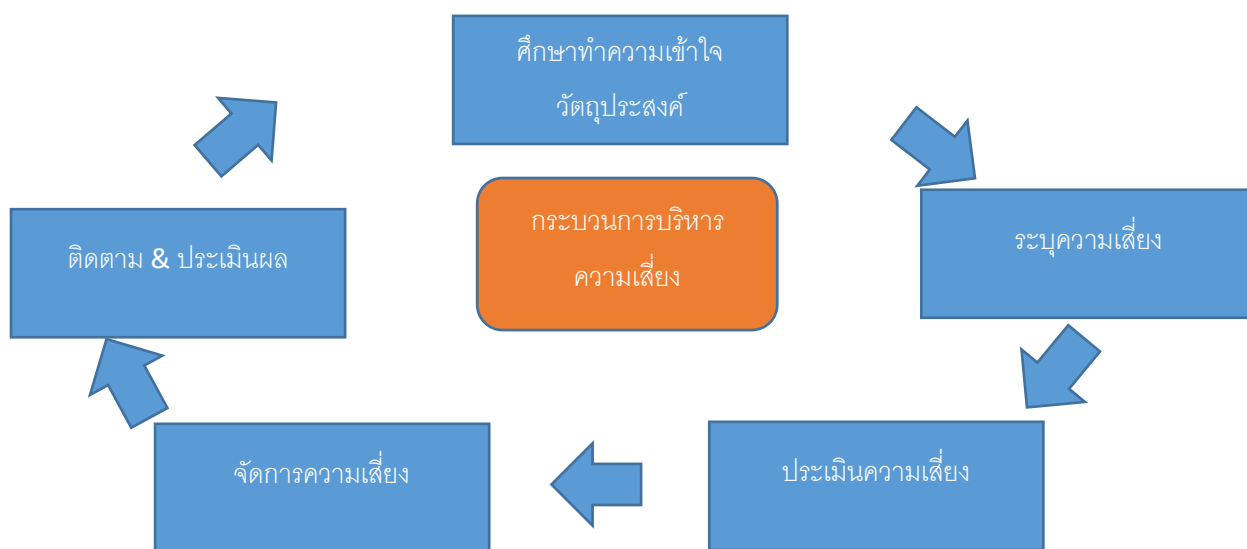 ศึกษาทำความเข้าใจ
วัตถุประสงค์
กระบวนการบริหาร
ความเสี่ยง
ระบุความเสี่ยง
ติดตาม & ประเมินผล
จัดการความเสี่ยง
ประเมินความเสี่ยง